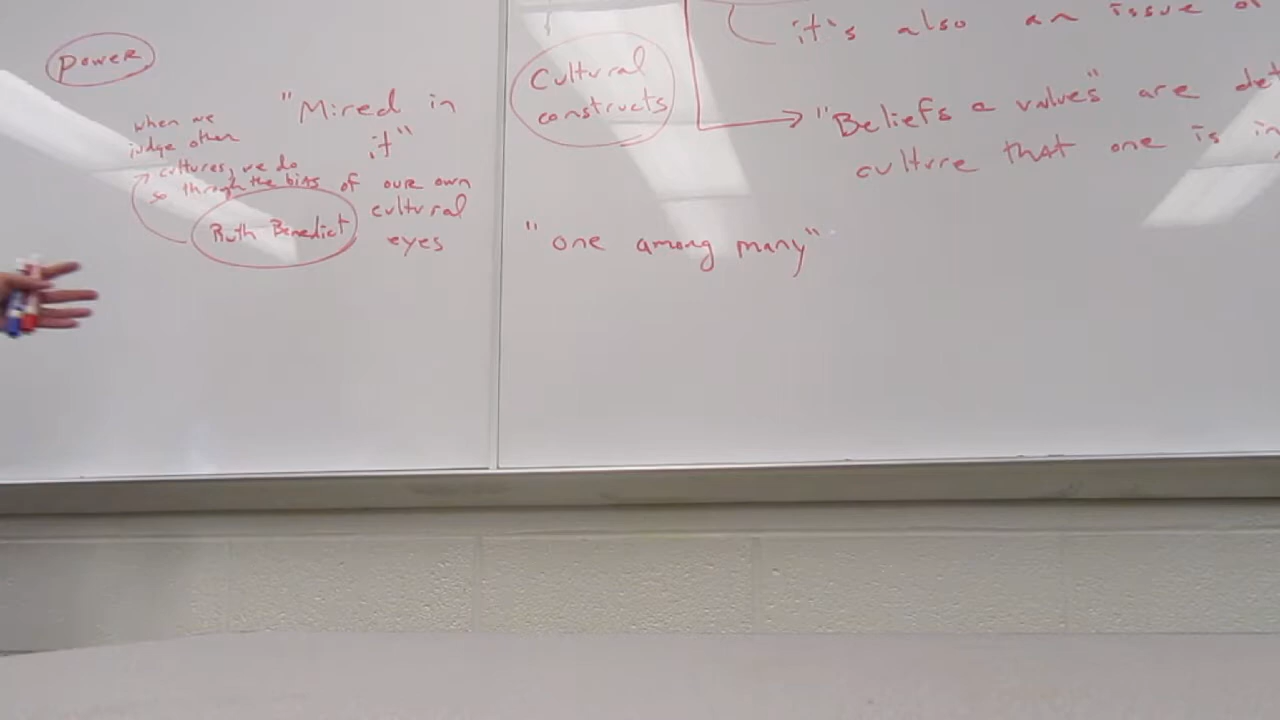 power
"Mired in
it"
when we
judge other
cultures, we do
so through the bias of our own
cultural
eyes
Ruth Benedict
Cultural
constructs
it's also an issue
"Beliefs & values" are
culture that one is
"one among many"